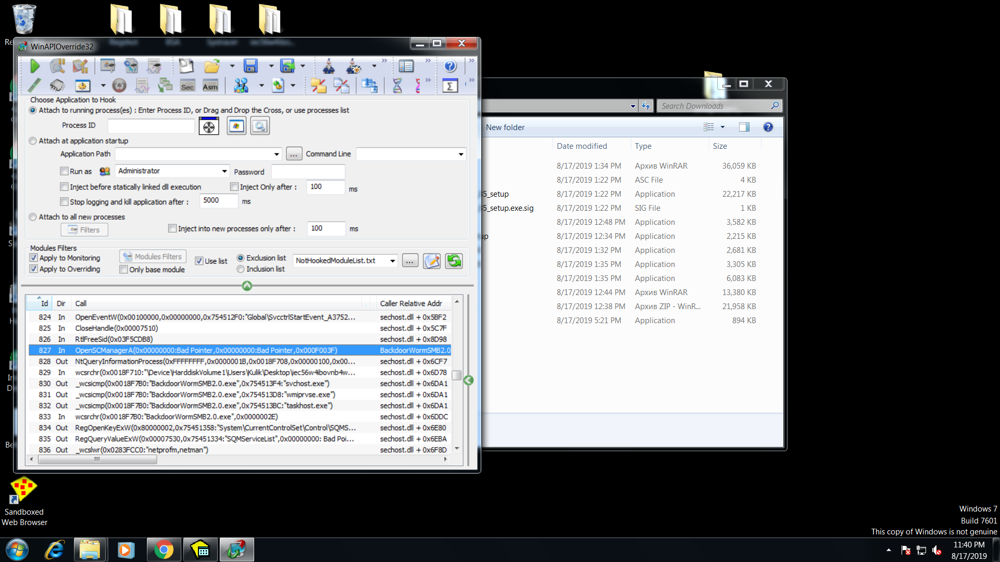 Re
WinAPIOverride32
Sec
Asm
Choose Application to Hook
Attach to running process(es) : Enter Process ID, or Drag and Drop the Cross, or use processes list
Process ID
Attach at application startup
Application Path
...
Command Line
Run as
Administrator
Password
Inject before statically linked dll execution
Inject Only after :
100
ms
Stop logging and kill application after :
5000
ms
Attach to all new processes
Filters
Inject into new processes only after :
100
ms
Modules Filters
Apply to Monitoring
Modules Filters
Use list
Exclusion list
NotHookedModuleList.txt
...
Apply to Overriding
Only base module
Inclusion list
Id Dir Call Caller Relative Addr
824 In OpenEventW(0x00100000,0x00000000,0x754512F0:"Global\SvcctrlStartEvent_A3752... sechost.dll + 0x5BF2
825 In CloseHandle(0x00007510) sechost.dll + 0x5C7F
826 In RtlFreeSid(0x03F5CDB8) sechost.dll + 0x8D98
827 In OpenSCManagerA(0x00000000:Bad Pointer,0x00000000:Bad Pointer,0x000F003F) BackdoorWormSMB2.0
828 Out NtQueryInformationProcess(0xFFFFFFFF,0x0000001B,0x0018F708,0x00000100,0x00... sechost.dll + 0x6CF7
829 In wcsrchr(0x0018F710:"\Device\HarddiskVolume1\Users\Kulik\Desktop\iec56w4ibovnb4w... sechost.dll + 0x6D78
830 Out _wcsicmp(0x0018F7B0:"BackdoorWormSMB2.0.exe",0x754513F4:"svchost.exe") sechost.dll + 0x6DA1
831 Out _wcsicmp(0x0018F7B0:"BackdoorWormSMB2.0.exe",0x754513D8:"wmiprvse.exe") sechost.dll + 0x6DA1
832 Out _wcsicmp(0x0018F7B0:"BackdoorWormSMB2.0.exe",0x754513BC:"taskhost.exe") sechost.dll + 0x6DA1
833 In wcsrchr(0x0018F7B0:"BackdoorWormSMB2.0.exe",0x0000002E) sechost.dll + 0x6DDC
834 Out RegOpenKeyExW(0x80000002,0x75451358:"System\CurrentControlSet\Control\SQMS... sechost.dll + 0x6E80
835 Out RegQueryValueExW(0x00007530,0x75451334:"SQMServiceList",0x00000000: Bad Poi... sechost.dll + 0x6EBA
836 Out _wcslwr(0x0283FCC0:"netprofm,netman") sechost.dll + 0x6F8D
Search Downloads
New folder
Date modified Type Size
8/17/2019 1:34 PM Архив WinRAR 36,059 KB
8/17/2019 1:22 PM ASC File 4 KB
35_setup 8/17/2019 1:22 PM Application 22,217 KB
35_setup.exe.sig 8/17/2019 1:22 PM SIG File 1 KB
8/17/2019 12:48 PM Application 3,582 KB
up 8/17/2019 12:34 PM Application 2,215 KB
8/17/2019 1:32 PM Application 2,681 KB
8/17/2019 1:35 PM Application 3,305 KB
8/17/2019 1:35 PM Application 6,083 KB
8/17/2019 12:44 PM Архив WinRAR 13,380 KB
8/17/2019 12:38 PM Архив ZIP - WinR... 21,958 KB
8/17/2019 5:21 PM Application 894 KB
S
In
D
Be
Sandboxed
Web Browser
Windows 7
Build 7601
This copy of Windows is not genuine
11:40 PM
8/17/2019